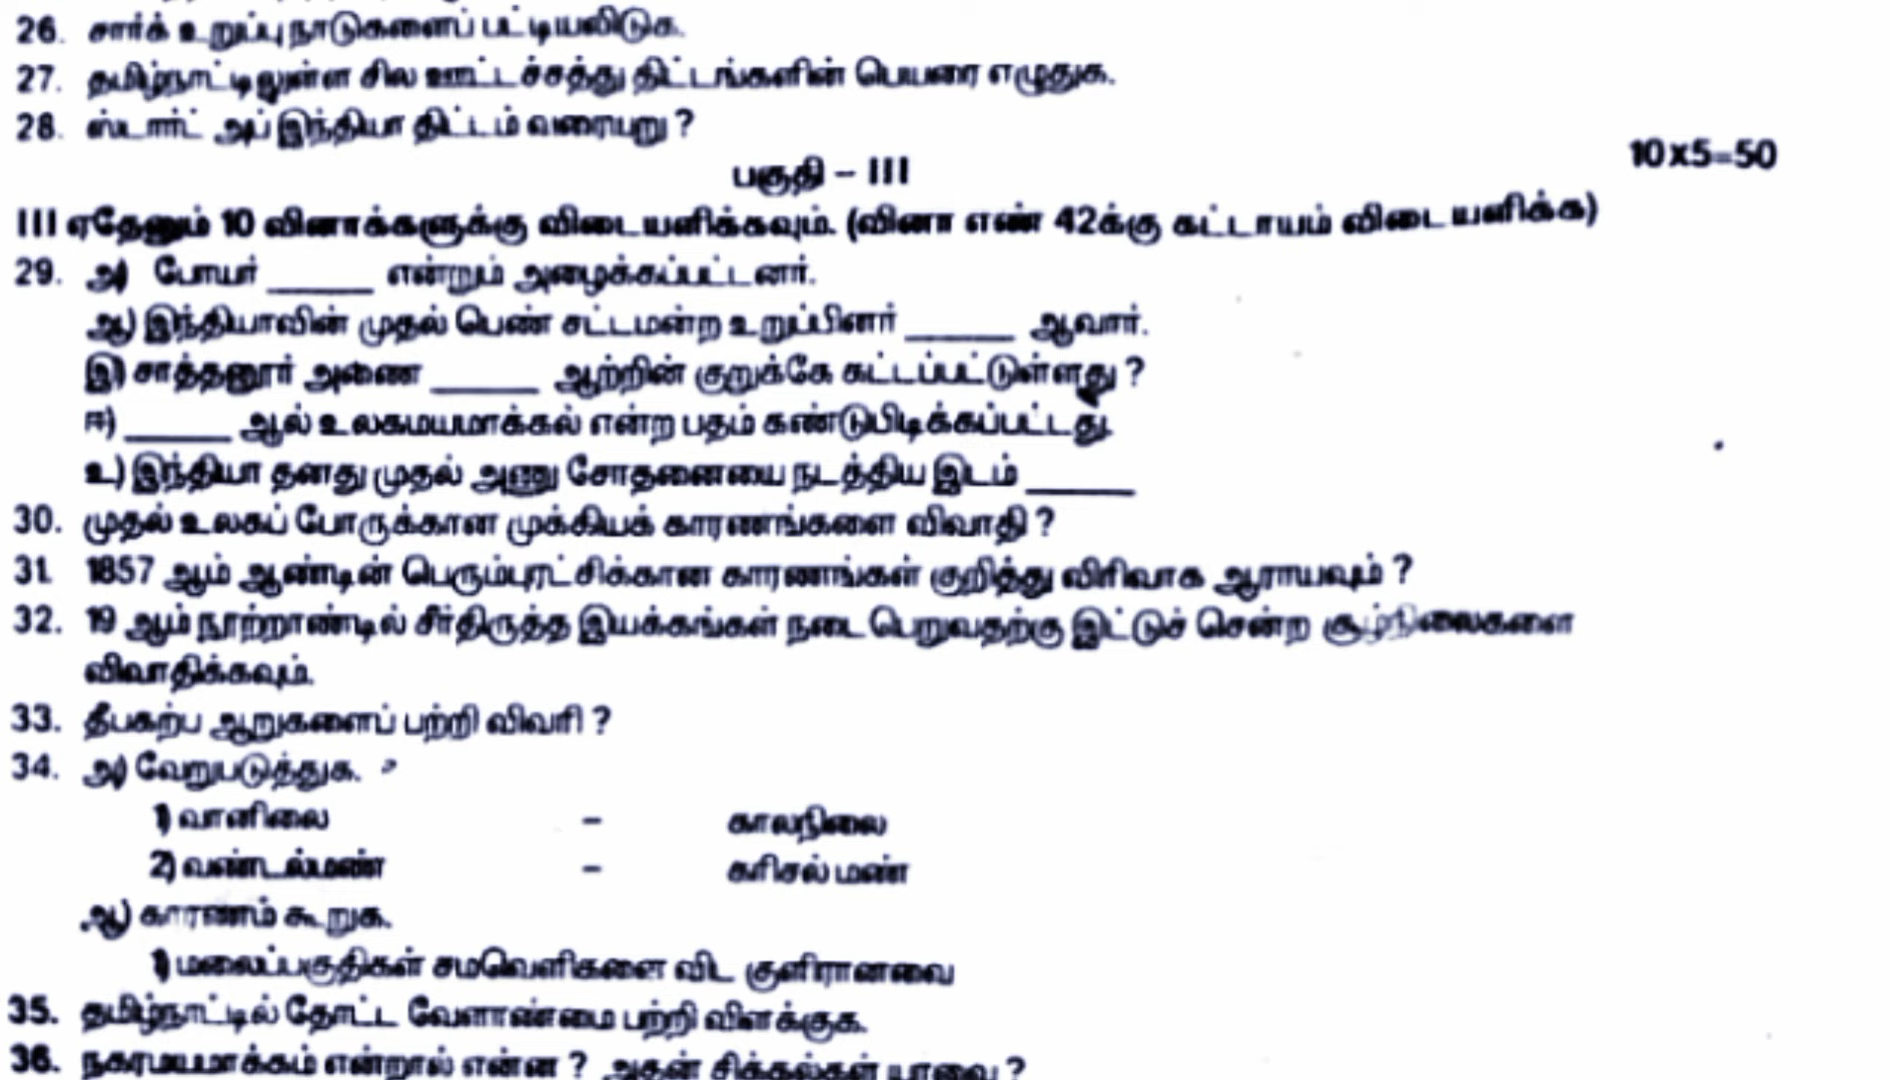 26. சார்க் உறுப்பு நாடுகளைப் பட்டியலிடுக.
27. தமிழ்நாட்டிலுள்ள சில ஊட்டச்சத்து திட்டங்களின் பெயரை எழுதுக.
28. ஸ்டார்ட் அப் இந்தியா திட்டம் வரையறு ?
10x5=50
பகுதி – III
III ஏதேனும் 10 வினாக்களுக்கு விடையளிக்கவும். (வினா எண் 42க்கு கட்டாயம் விடையளிக்க)
29. அ) போயர் ______ என்றும் அழைக்கப்பட்டனர்.
ஆ) இந்தியாவின் முதல் பெண் சட்டமன்ற உறுப்பினர் ______ ஆவார்.
இ) சாத்தனூர் அணை ______ ஆற்றின் குறுக்கே கட்டப்பட்டுள்ளது ?
ஈ) ______ ஆல் உலகமயமாக்கல் என்ற பதம் கண்டுபிடிக்கப்பட்டது.
உ) இந்தியா தனது முதல் அணு சோதனையை நடத்திய இடம் ______
30. முதல் உலகப் போருக்கான முக்கியக் காரணங்களை விவாதி ?
31 1857 ஆம் ஆண்டின் பெரும்புரட்சிக்கான காரணங்கள் குறித்து விரிவாக ஆராயவும் ?
32. 19 ஆம் நூற்றாண்டில் சீர்திருத்த இயக்கங்கள் நடைபெறுவதற்கு இட்டுச் சென்ற சூழ்நிலைகளை
விவாதிக்கவும்.
33. தீபகற்ப ஆறுகளைப் பற்றி விவரி ?
34. அ) வேறுபடுத்துக.
1) வானிலை – காலநிலை
2) வண்டல்மண் – கரிசல் மண்
ஆ) காரணம் கூறுக.
1) மலைப்பகுதிகள் சமவெளிகளை விட குளிரானவை
35. தமிழ்நாட்டில் தோட்ட வேளாண்மை பற்றி விளக்குக.
36. நகரமயமாக்கம் என்றால் என்ன ? அதன் சிக்கல்கள் யாவை ?